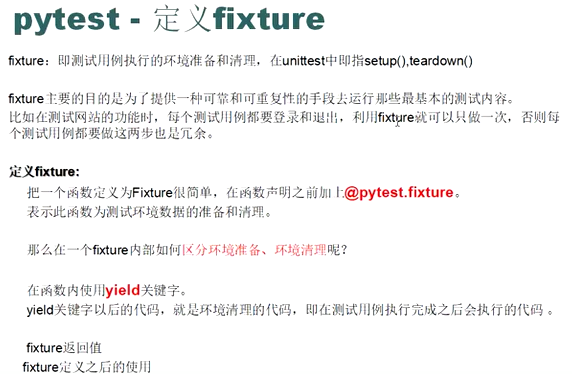 pytest - 定义fixture
fixture：即测试用例执行的环境准备和清理，在unittest中即指setup(),teardown()
fixture主要的目的是为了提供一种可靠和可重复性的手段去运行那些最基本的测试内容。
比如在测试网站的功能时，每个测试用例都要登录和退出，利用fixture就可以只做一次，否则每
个测试用例都要做这两步也是冗余。
定义fixture:
把一个函数定义为Fixture很简单，在函数声明之前加上@pytest.fixture。
表示此函数为测试环境数据的准备和清理。
那么在一个fixture内部如何区分环境准备、环境清理呢？
在函数内使用yield关键字。
yield关键字以后的代码，就是环境清理的代码，即在测试用例执行完成之后会执行的代码 。
fixture返回值
fixture定义之后的使用